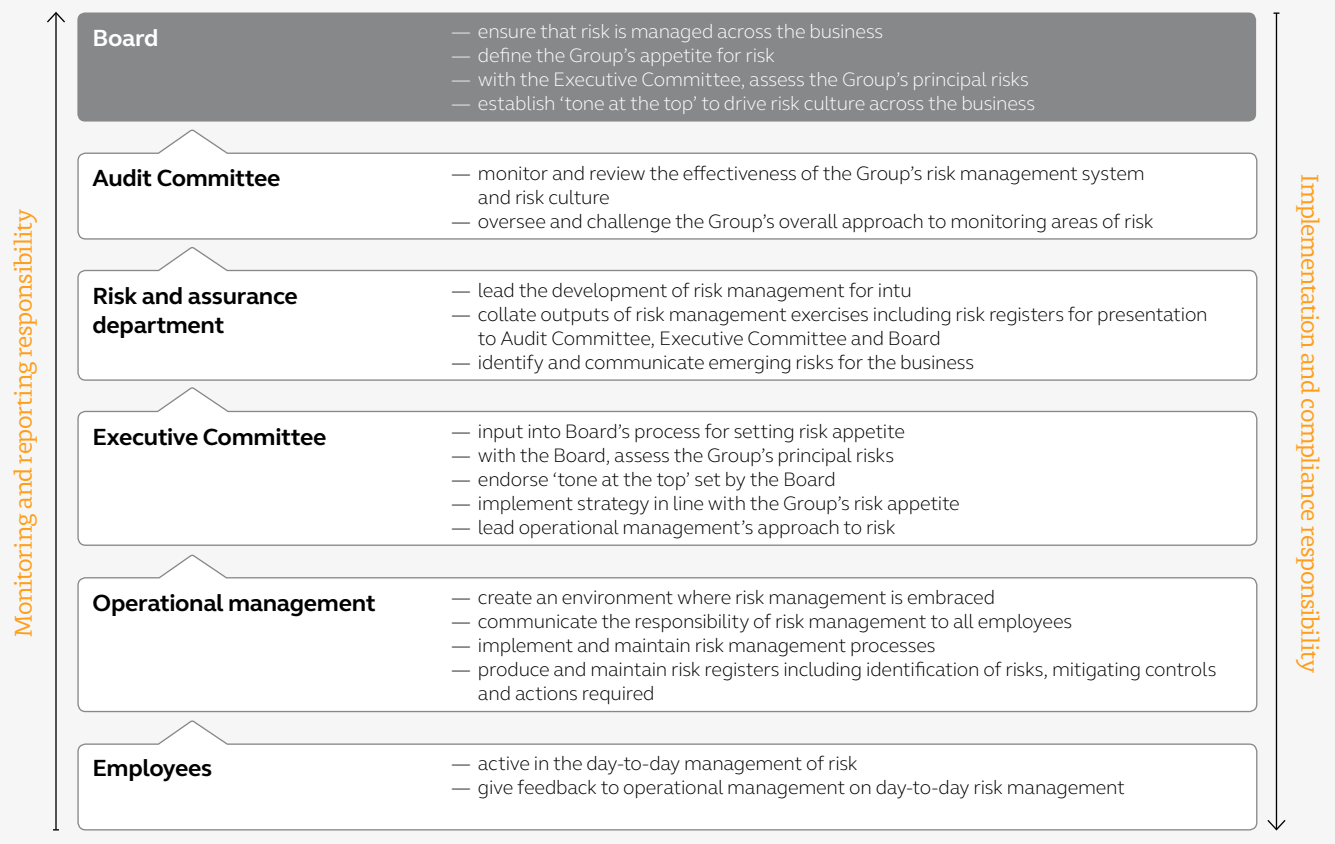 Monitoring and reporting responsibility
Board
— ensure that risk is managed across the business
— define the Group’s appetite for risk
— with the Executive Committee, assess the Group’s principal risks
— establish ‘tone at the top’ to drive risk culture across the business
Audit Committee
— monitor and review the effectiveness of the Group’s risk management system
and risk culture
— oversee and challenge the Group’s overall approach to monitoring areas of risk
Risk and assurance
department
— lead the development of risk management for intu
— collate outputs of risk management exercises including risk registers for presentation
to Audit Committee, Executive Committee and Board
— identify and communicate emerging risks for the business
Executive Committee
— input into Board’s process for setting risk appetite
— with the Board, assess the Group’s principal risks
— endorse ‘tone at the top’ set by the Board
— implement strategy in line with the Group’s risk appetite
— lead operational management’s approach to risk
Operational management
— create an environment where risk management is embraced
— communicate the responsibility of risk management to all employees
— implement and maintain risk management processes
— produce and maintain risk registers including identification of risks, mitigating controls
and actions required
Employees
— active in the day-to-day management of risk
— give feedback to operational management on day-to-day risk management
Implementation and compliance responsibility